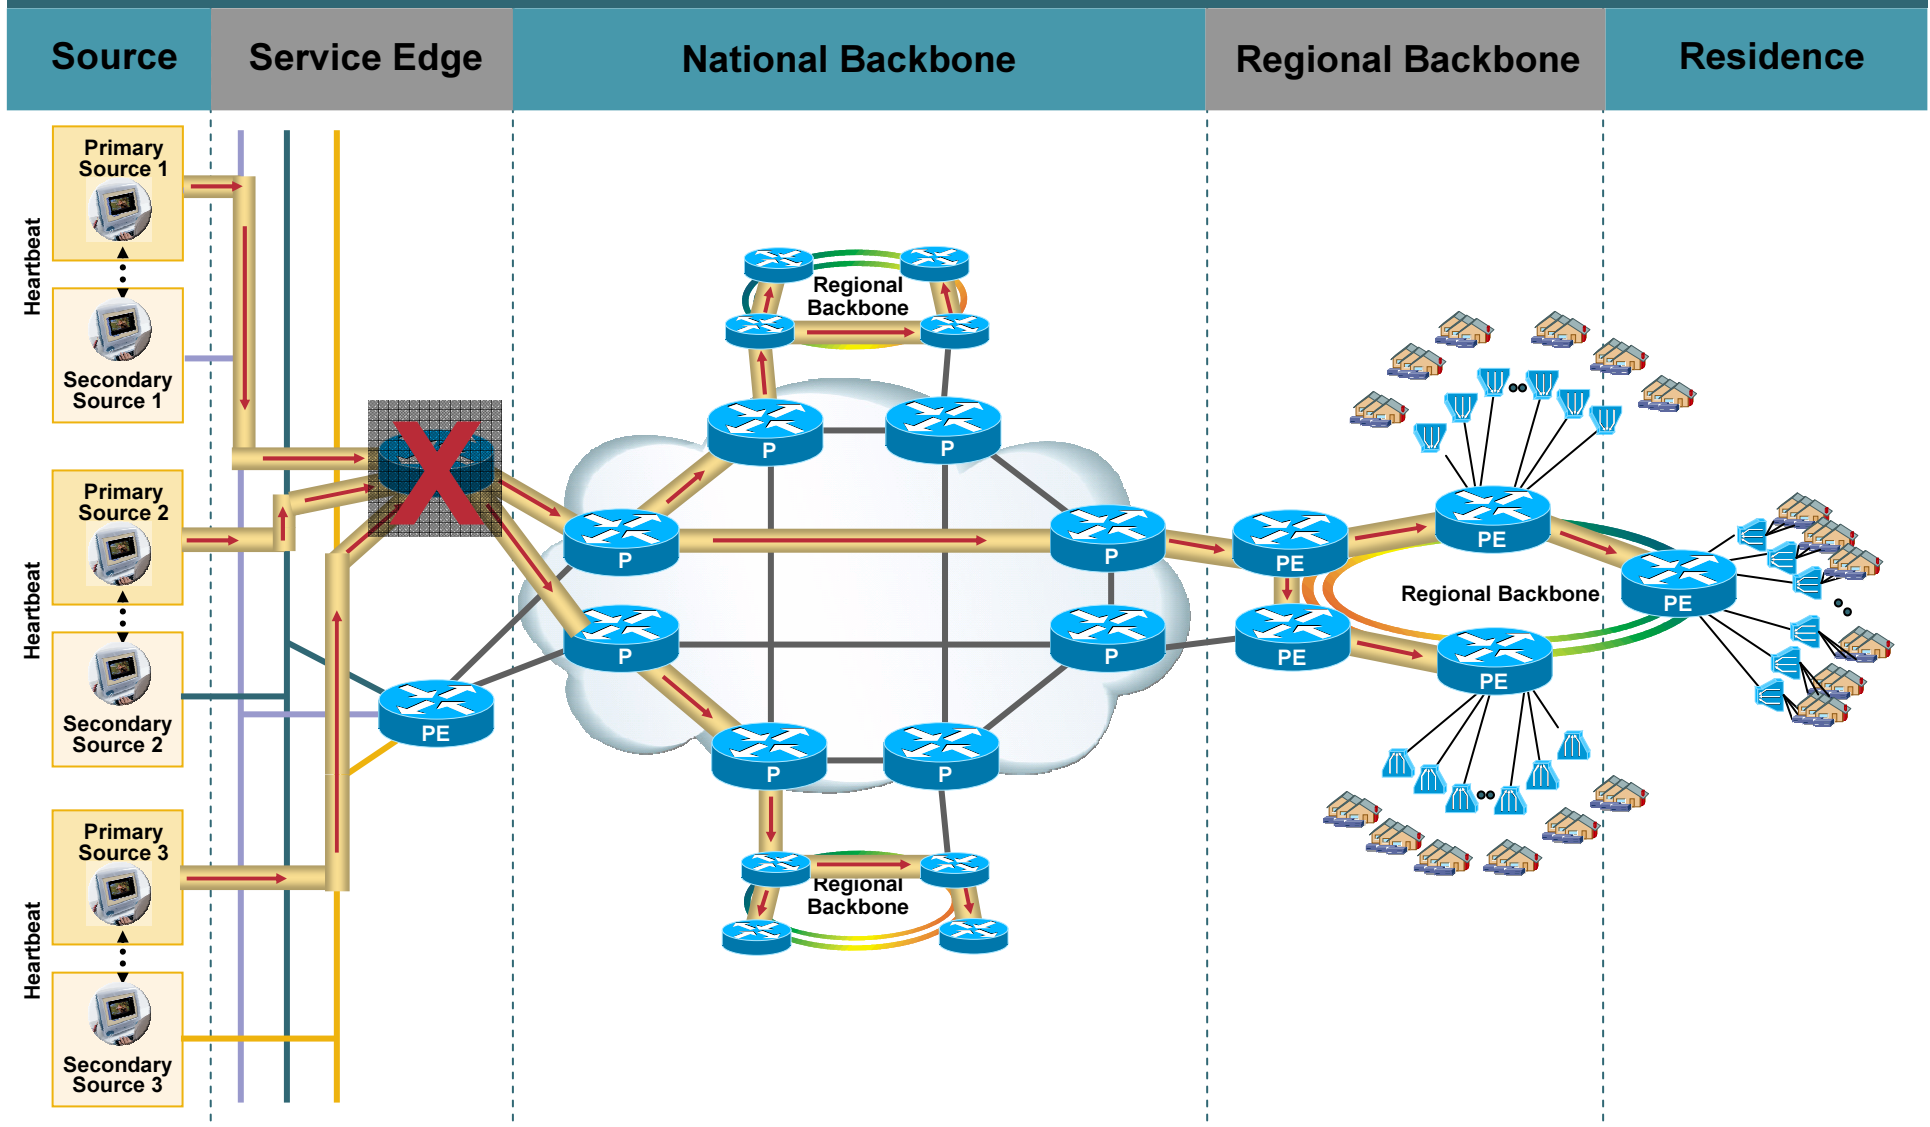 Source
Service Edge
National Backbone
Regional Backbone
Residence
Heartbeat
Primary
Source 1
Secondary
Source 1
Heartbeat
Primary
Source 2
Secondary
Source 2
Heartbeat
Primary
Source 3
Secondary
Source 3
X
PE
Regional
Backbone
P
P
P
P
P
P
P
P
Regional
Backbone
PE
PE
PE
PE
PE
Regional Backbone